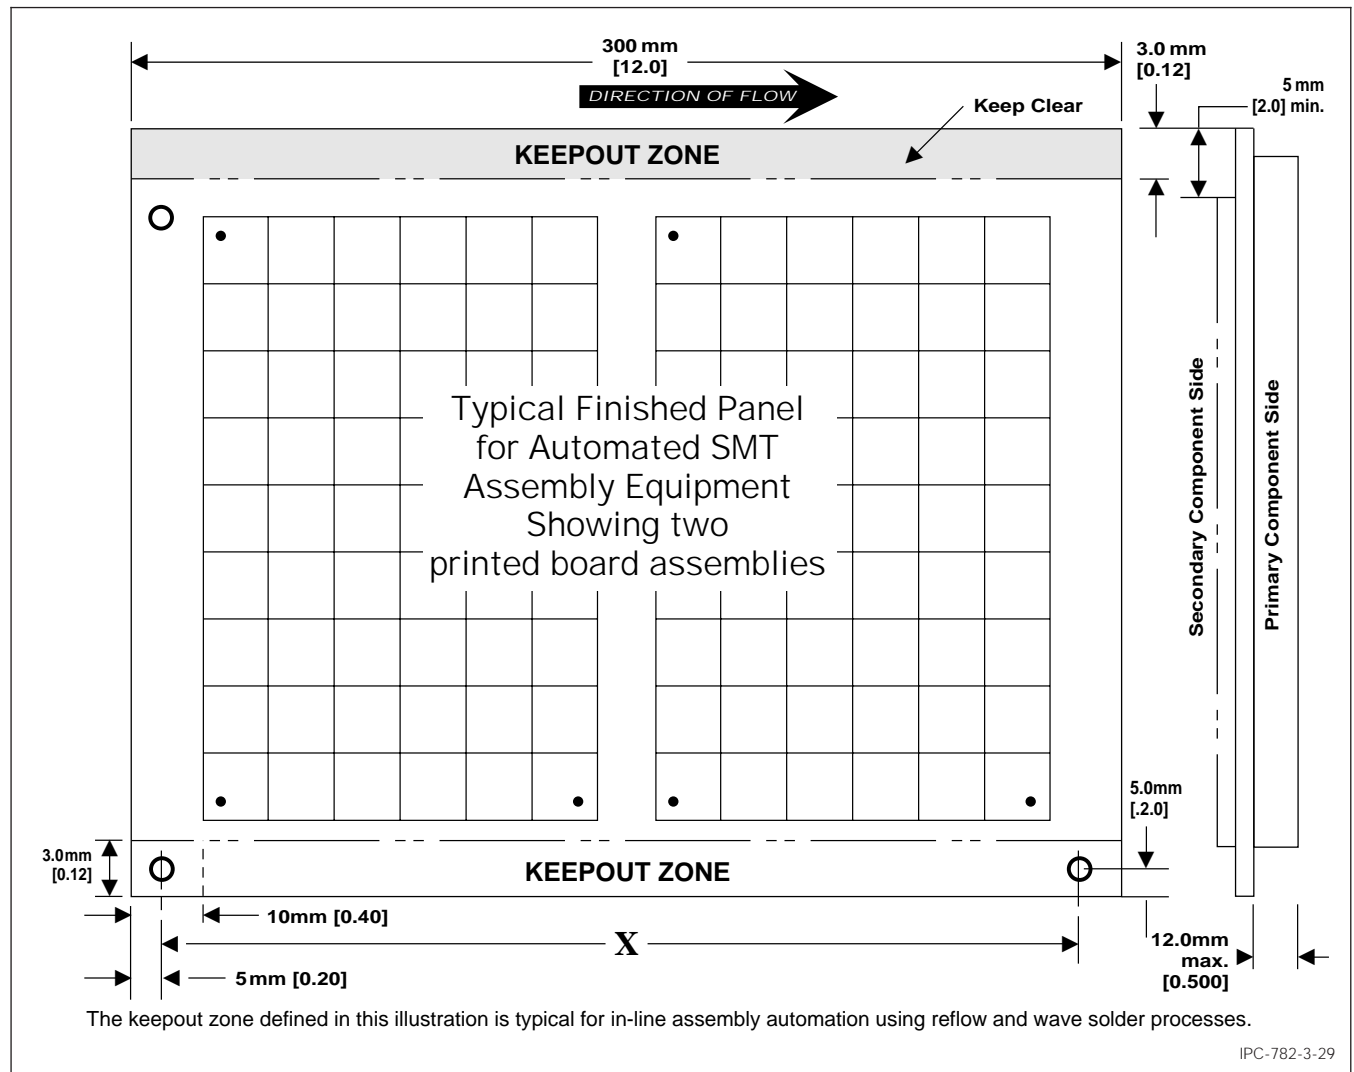 300 mm
[12.0]
3.0 mm
[0.12]
5 mm
[2.0] min.
DIRECTION OF FLOW
Keep Clear
KEEPOUT ZONE
Typical Finished Panel
for Automated SMT
Assembly Equipment
Showing two
printed board assemblies
Secondary Component Side
Primary Component Side
5.0mm
[.2.0]
3.0mm
[0.12]
KEEPOUT ZONE
10mm [0.40]
X
12.0mm
max.
[0.500]
5mm [0.20]
The keepout zone defined in this illustration is typical for in-line assembly automation using reflow and wave solder processes.
IPC-782-3-29